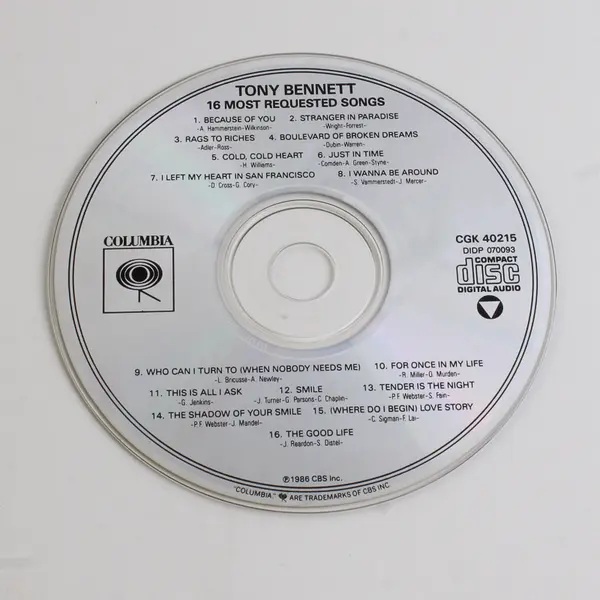 TONY BENNETT
16 MOST REQUESTED SONGS
1. BECAUSE OF YOU 2. STRANGER IN PARADISE
-A. Hammerstein-Wilkinson- -Wright-Forrest-
3. RAGS TO RICHES 4. BOULEVARD OF BROKEN DREAMS
-Adler-Ross- -Dubin-Warren-
5. COLD, COLD HEART 6. JUST IN TIME
-H. Williams- -Comden-A. Green-Styne-
7. I LEFT MY HEART IN SAN FRANCISCO 8. I WANNA BE AROUND
-D. Cross-G. Cory- -S. Vammerstedt-J. Mercer-
COLUMBIA
CGK 40215
DIDP 070093
COMPACT
disc
DIGITAL AUDIO
9. WHO CAN I TURN TO (WHEN NOBODY NEEDS ME) 10. FOR ONCE IN MY LIFE
-L. Bricusse-A. Newley- -R. Miller-O. Murden-
11. THIS IS ALL I ASK 12. SMILE 13. TENDER IS THE NIGHT
-G. Jenkins- -J. Turner-G. Parsons-C. Chaplin- -P.F. Webster-S. Fain-
14. THE SHADOW OF YOUR SMILE 15. (WHERE DO I BEGIN) LOVE STORY
-P.F. Webster-J. Mandel- -C. Sigman-F. Lai-
16. THE GOOD LIFE
-J. Reardon-S. Distel-
℗1986 CBS Inc.
"COLUMBIA," ARE TRADEMARKS OF CBS INC